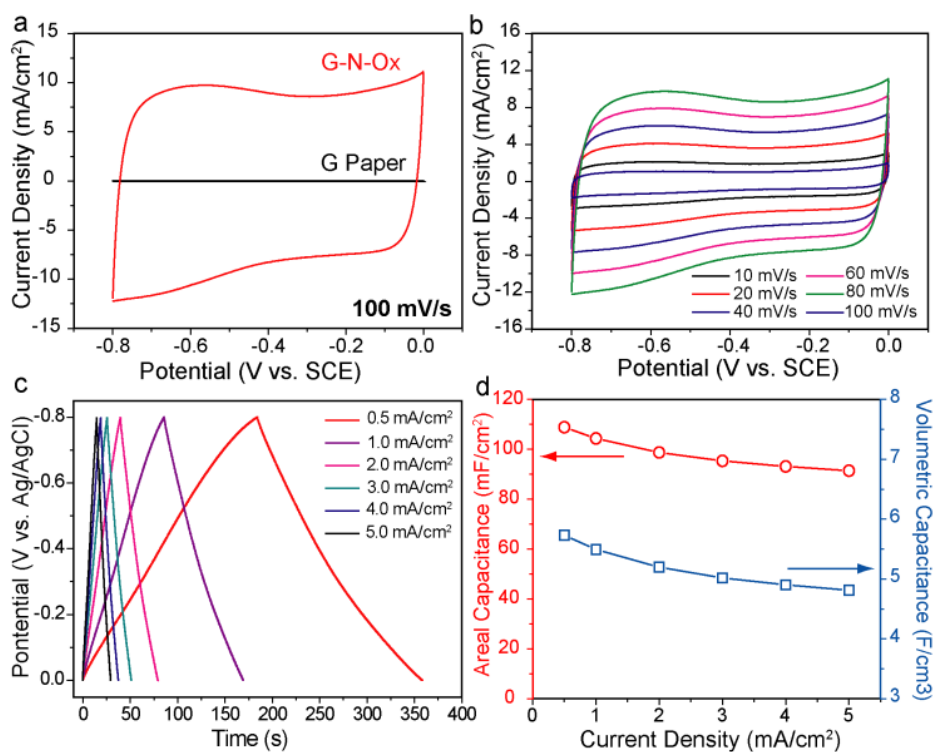 a
Current Density (mA/cm²)
15
10
5
0
-5
-10
-15
G-N-Ox
G Paper
100 mV/s
-0.8
-0.6
-0.4
-0.2
0.0
Potential (V vs. SCE)
b
Current Density (mA/cm²)
16
12
8
4
0
-4
-8
-12
-16
10 mV/s
20 mV/s
40 mV/s
60 mV/s
80 mV/s
100 mV/s
-0.8
-0.6
-0.4
-0.2
0.0
Potential (V vs. SCE)
c
Pontential (V vs. Ag/AgCl)
-0.8
-0.6
-0.4
-0.2
0.0
0.5 mA/cm²
1.0 mA/cm²
2.0 mA/cm²
3.0 mA/cm²
4.0 mA/cm²
5.0 mA/cm²
0
50
100
150
200
250
300
350
400
Time (s)
d
Areal Capacitance (mF/cm²)
120
100
80
60
40
20
0
8
7
6
5
4
3
Volumetric Capacitance (F/cm3)
0
1
2
3
4
5
Current Density (mA/cm²)